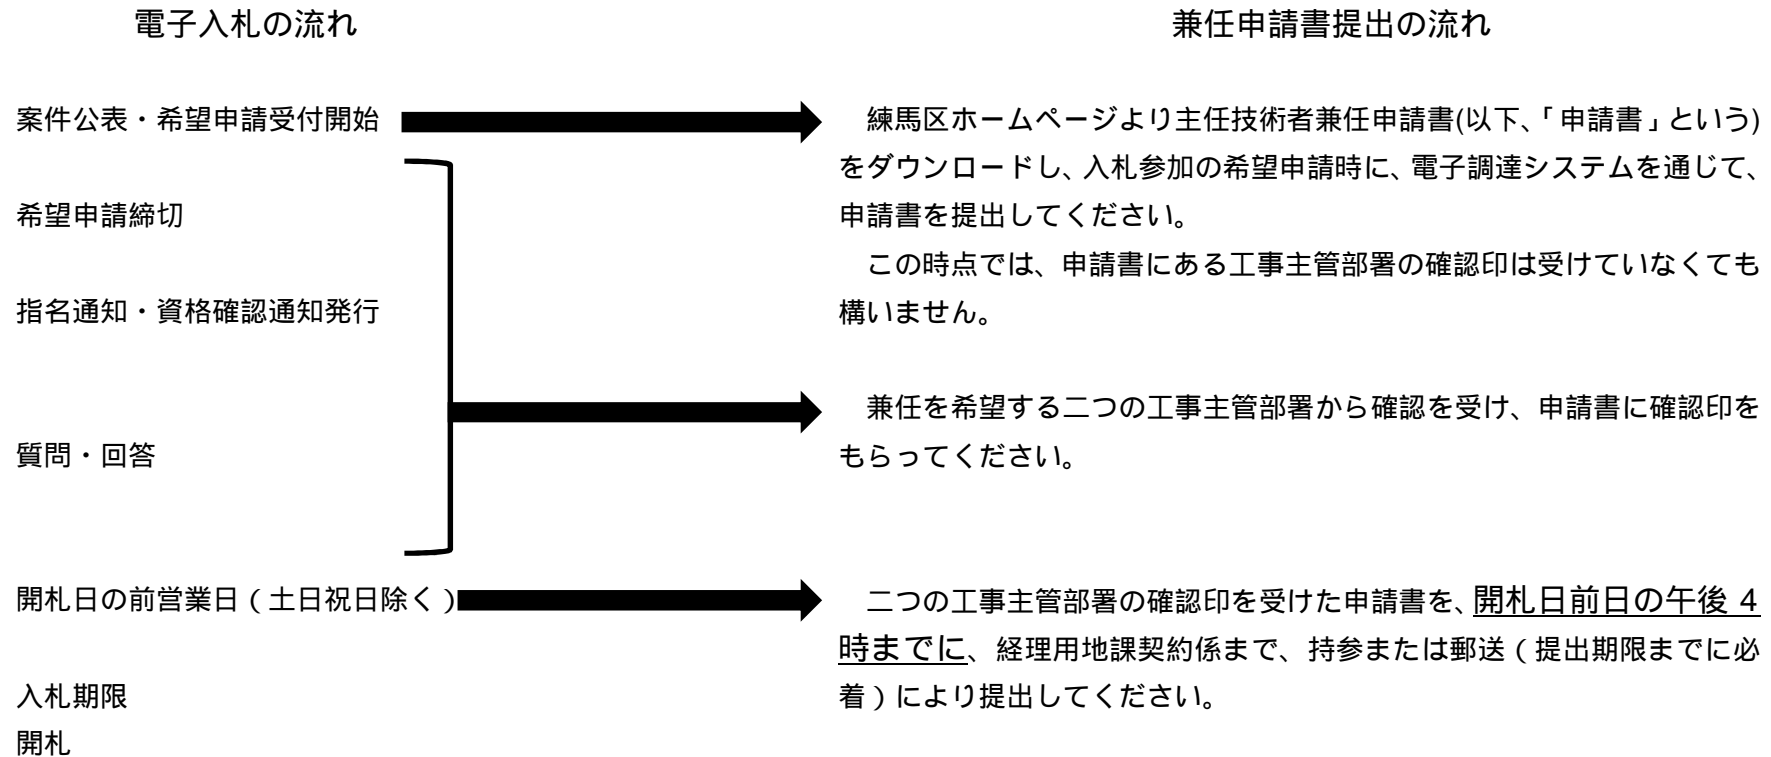 電子入札の流れ
案件公表・希望申請受付開始
希望申請締切
指名通知・資格確認通知発行
質問・回答
開札日の前営業日（土日祝日除く）
入札期限
開札
兼任申請書提出の流れ
練馬区ホームページより主任技術者兼任申請書(以下、「申請書」という)
をダウンロードし、入札参加の希望申請時に、電子調達システムを通じて、
申請書を提出してください。
この時点では、申請書にある工事主管部署の確認印は受けていなくても
構いません。
兼任を希望する二つの工事主管部署から確認を受け、申請書に確認印を
もらってください。
二つの工事主管部署の確認印を受けた申請書を、開札日前日の午後４
時までに、経理用地課契約係まで、持参または郵送（提出期限までに必
着）により提出してください。